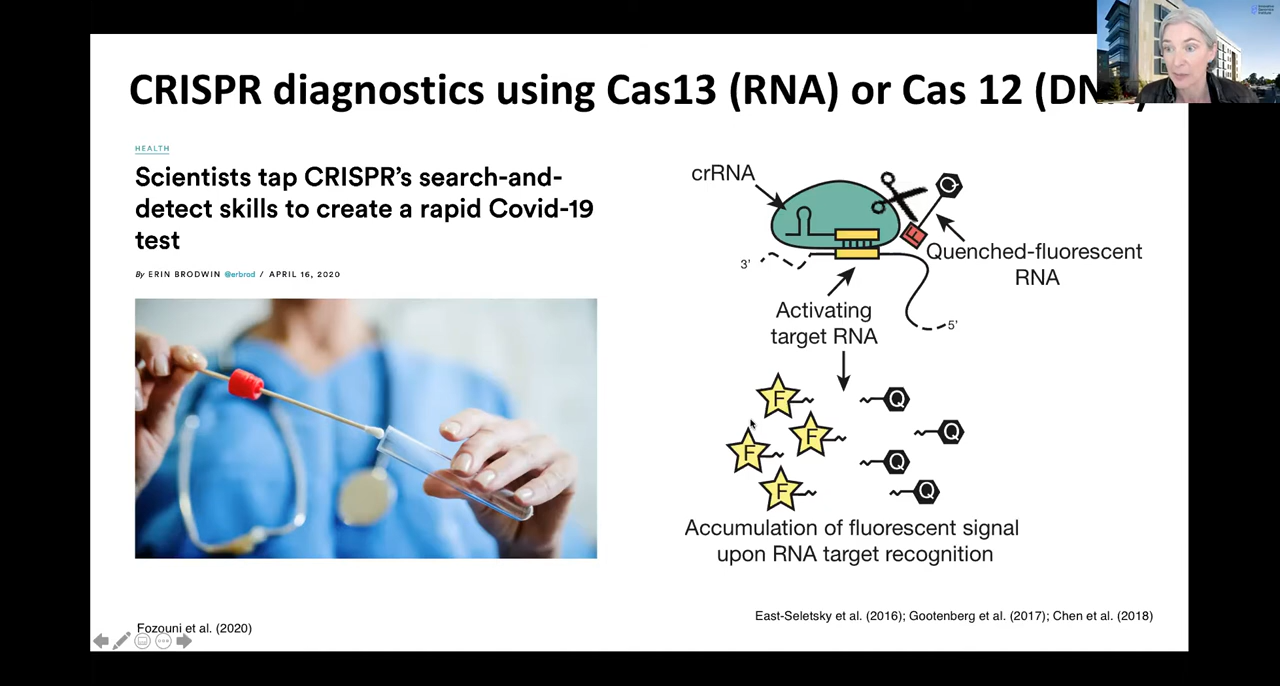 CRISPR diagnostics using Cas13 (RNA) or Cas 12 (DN
HEALTH
Scientists tap CRISPR’s search-and-
detect skills to create a rapid Covid-19
test
By ERIN BRODWIN @erbrod / APRIL 16, 2020
crRNA
Q
F
Quenched-fluorescent
RNA
3'
5'
Activating
target RNA
F
Q
F
Q
F
Q
F
Q
Accumulation of fluorescent signal
upon RNA target recognition
East-Seletsky et al. (2016); Gootenberg et al. (2017); Chen et al. (2018)
Fozouni et al. (2020)